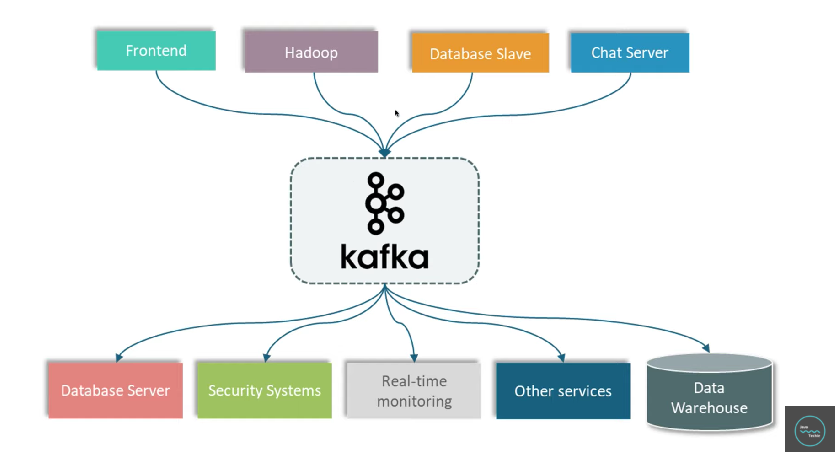 Frontend
Hadoop
Database Slave
Chat Server
kafka
Database Server
Security Systems
Real-time
monitoring
Other services
Data
Warehouse